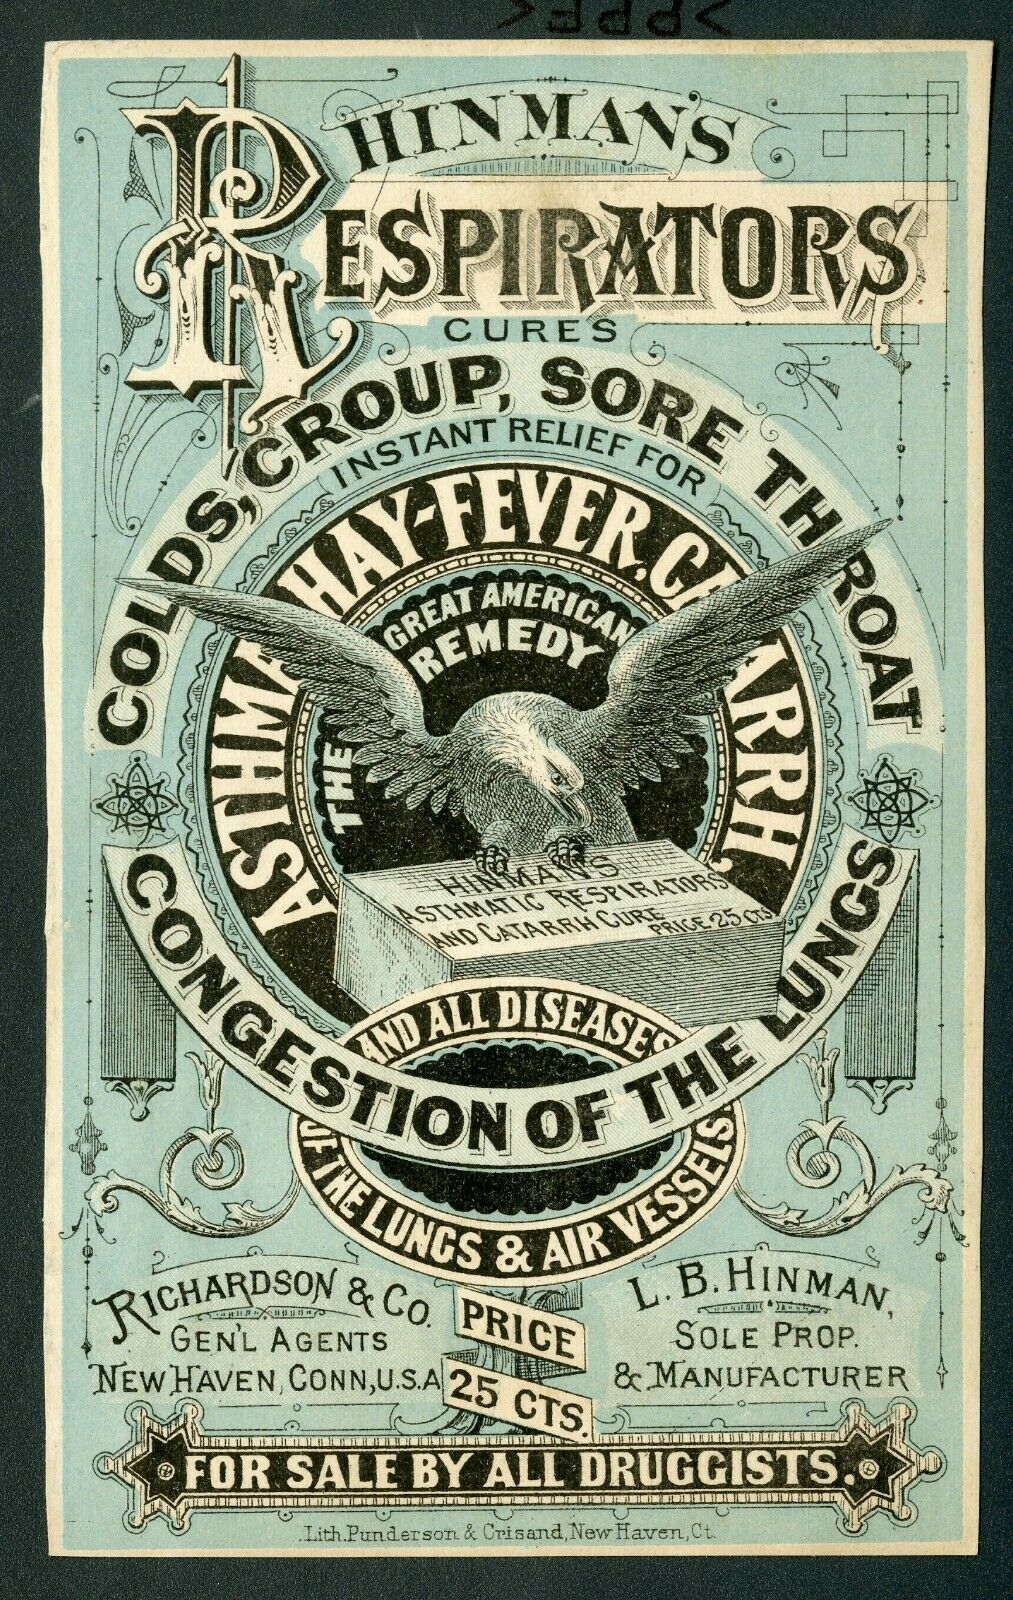 HINMAN'S
RESPIRATORS
CURES
COLDS, CROUP, SORE THROAT
INSTANT RELIEF FOR
ASTHMA HAY-FEVER. CATARRH,
THE GREAT AMERICAN
REMEDY
HINMAN'S
ASTHMATIC RESPIRATORS
AND CATARRH CURE
PRICE 25 CTS
CONGESTION OF THE LUNGS
AND ALL DISEASES
OF THE LUNGS & AIR VESSELS.
RICHARDSON & CO.
GEN'L AGENTS
NEW HAVEN, CONN, U.S.A
L. B. HINMAN,
SOLE PROP.
& MANUFACTURER
PRICE
25 CTS.
FOR SALE BY ALL DRUGGISTS.
Lith. Punderson & Crisand, New Haven, Ct.